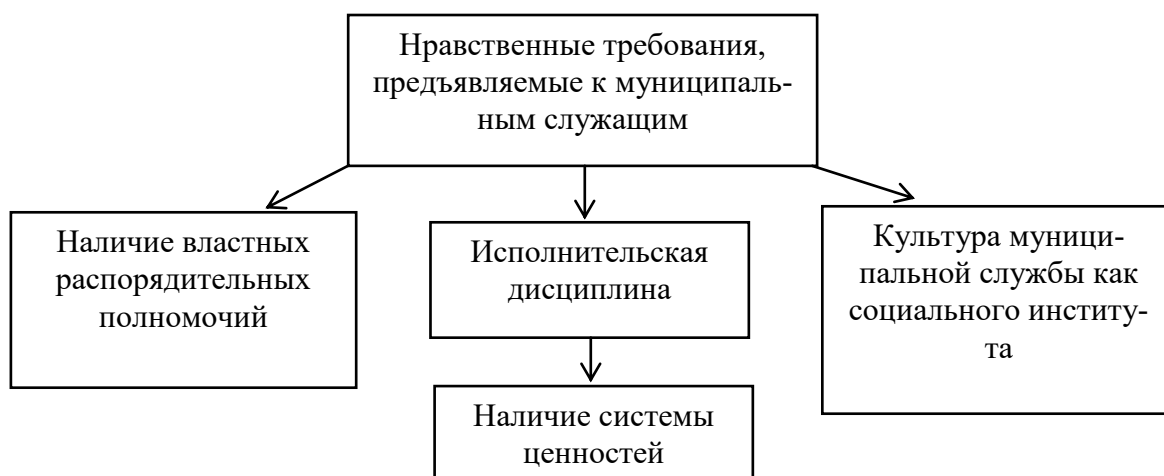 Нравственные требования,
предъявляемые к муниципаль-
ным служащим
Наличие властных
распорядительных
полномочий
Исполнительская
дисциплина
Культура муници-
пальной службы как
социального институ-
та
Наличие системы
ценностей